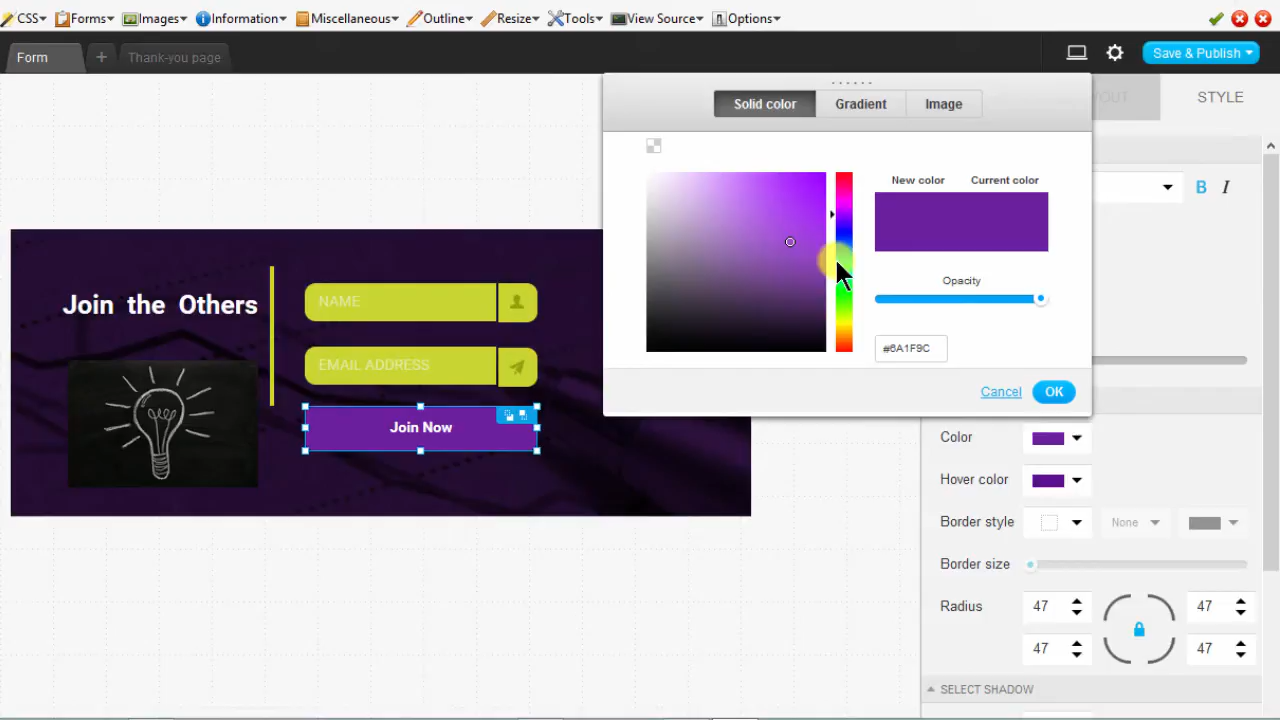 CSS Forms Images Information Miscellaneous Outline Resize Tools View Source Options
Form + Thank-you page
Save & Publish
Solid color Gradient Image
STYLE
New color Current color
B I
Opacity
#6A1F9C
Cancel OK
Join the Others
NAME
EMAIL ADDRESS
Join Now
Color
Hover color
Border style None
Border size
Radius 47 47
47 47
SELECT SHADOW